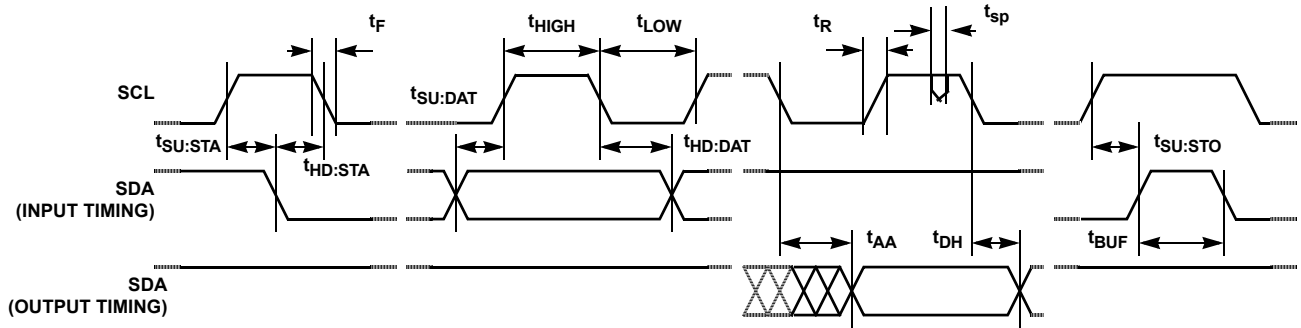 tF
tHIGH
tLOW
tR
tsp
SCL
tSU:DAT
tSU:STA
tHD:STA
tHD:DAT
tSU:STO
SDA
(INPUT TIMING)
tAA
tDH
tBUF
SDA
(OUTPUT TIMING)